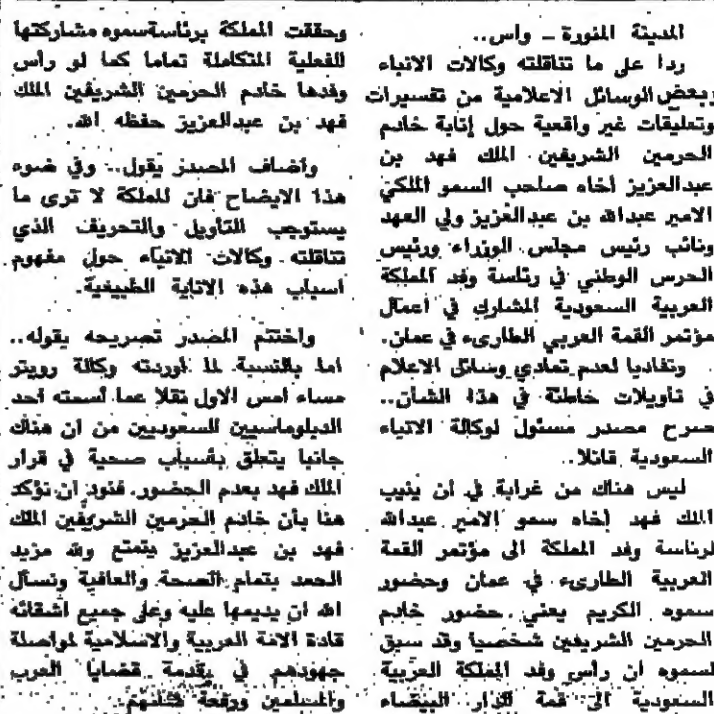 المدينة المنورة ـ واس..
ردا على ما تناقلته وكالات الانباء
وبعض الوسائل الاعلامية من تفسيرات
وتعليقات غير واقعية حول إنابة خادم
الحرمين الشريفين الملك فهد بن
عبدالعزيز أخاه صاحب السمو الملكي
الامير عبدالله بن عبدالعزيز ولي العهد
ونائب رئيس مجلس الوزراء ورئيس
الحرس الوطني في رئاسة وفد المملكة
العربية السعودية المشارك في أعمال
مؤتمر القمة العربي الطارىء في عمان.
وتفاديا لعدم تمادي وسائل الاعلام
في تاويلات خاطئة في هذا الشأن..
صرح مصدر مسئول لوكالة الانباء
السعودية قائلا..
ليس هناك من غرابة في أن ينيب
الملك فهد أخاه سمو الامير عبدالله
لرئاسة وفد المملكة الى مؤتمر القمة
العربية الطارىء في عمان وحضور
سموه الكريم يعني حضور خادم
الحرمين الشريفين شخصيا وقد سبق
لسموه ان رأس وفد المملكة العربية
السعودية الى قمة الدار البيضاء
وحققت المملكة برئاسة سموه مشاركتها
الفعلية المتكاملة تماما كما لو رأس
وفدها خادم الحرمين الشريفين الملك
فهد بن عبدالعزيز حفظه الله.
وأضاف المصدر يقول.. وفي ضوء
هذا الايضاح فان المملكة لا ترى ما
يستوجب التأويل والتحريف الذي
تناقلته وكالات الانباء حول مفهوم
اسباب هذه الانابة الطبيعية.
واختتم المصدر تصريحه بقوله..
اما بالنسبة لما أوردته وكالة رويتر
مساء امس الاول نقلا عما أسمته احد
الدبلوماسيين السعوديين من ان هناك
جانبا يتعلق بأسباب صحية في قرار
الملك فهد بعدم الحضور. فنود ان نؤكد
هنا بأن خادم الحرمين الشريفين الملك
فهد بن عبدالعزيز يتمتع ولله مزيد
الحمد بتمام الصحة والعافية ونسأل
الله ان يديمها عليه وعلى جميع اشقائه
قادة الامة العربية والاسلامية لمواصلة
جهودهم في خدمة قضايا العرب
والمسلمين ورفعة شأنهم.